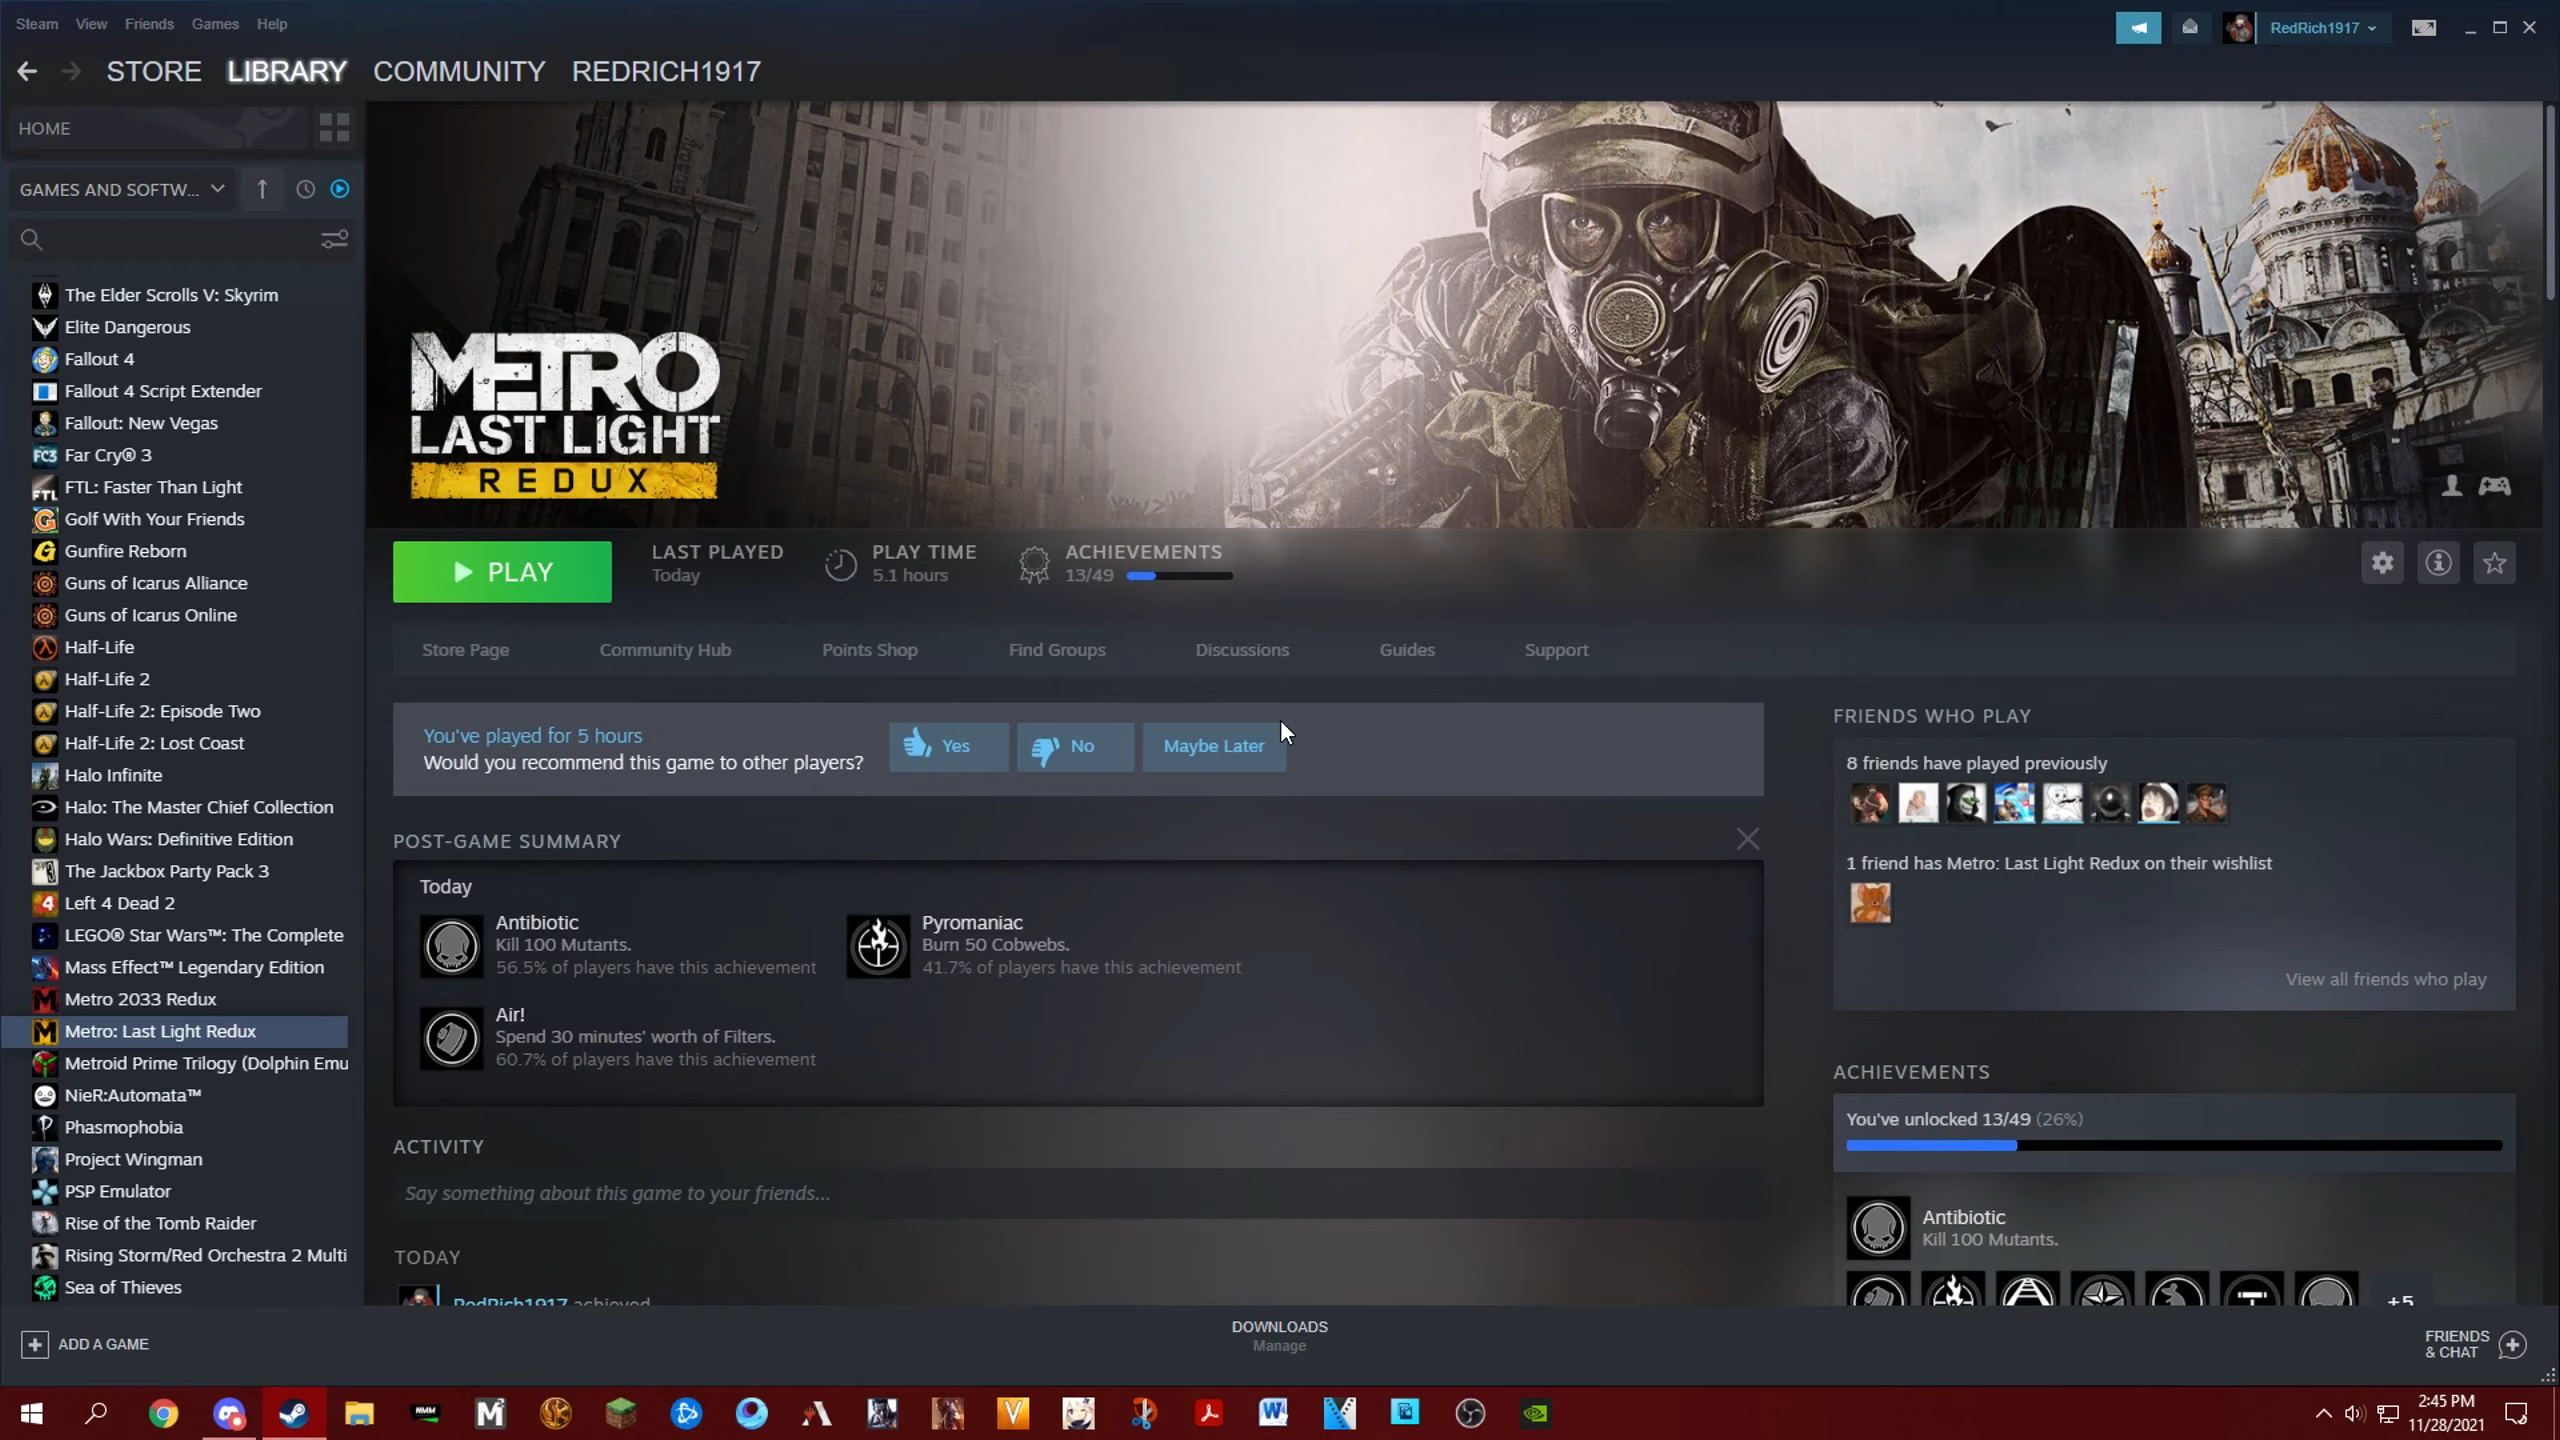 Steam View Friends Games Help
RedRich1917
STORE LIBRARY COMMUNITY REDRICH1917
HOME
GAMES AND SOFTW...
The Elder Scrolls V: Skyrim
Elite Dangerous
Fallout 4
Fallout 4 Script Extender
Fallout: New Vegas
Far Cry® 3
FTL: Faster Than Light
Golf With Your Friends
Gunfire Reborn
Guns of Icarus Alliance
Guns of Icarus Online
Half-Life
Half-Life 2
Half-Life 2: Episode Two
Half-Life 2: Lost Coast
Halo Infinite
Halo: The Master Chief Collection
Halo Wars: Definitive Edition
The Jackbox Party Pack 3
Left 4 Dead 2
LEGO® Star Wars™: The Complete
Mass Effect™ Legendary Edition
Metro 2033 Redux
Metro: Last Light Redux
Metroid Prime Trilogy (Dolphin Emu
NieR:Automata™
Phasmophobia
Project Wingman
PSP Emulator
Rise of the Tomb Raider
Rising Storm/Red Orchestra 2 Multi
Sea of Thieves
METRO
LAST LIGHT
REDUX
PLAY
LAST PLAYED
Today
PLAY TIME
5.1 hours
ACHIEVEMENTS
13/49
Store Page Community Hub Points Shop Find Groups Discussions Guides Support
You've played for 5 hours
Would you recommend this game to other players?
Yes No Maybe Later
POST-GAME SUMMARY
Today
Antibiotic
Kill 100 Mutants.
56.5% of players have this achievement
Pyromaniac
Burn 50 Cobwebs.
41.7% of players have this achievement
Air!
Spend 30 minutes' worth of Filters.
60.7% of players have this achievement
ACTIVITY
Say something about this game to your friends...
TODAY
RedRich1917 achieved
FRIENDS WHO PLAY
8 friends have played previously
1 friend has Metro: Last Light Redux on their wishlist
View all friends who play
ACHIEVEMENTS
You've unlocked 13/49 (26%)
Antibiotic
Kill 100 Mutants.
+5
ADD A GAME
DOWNLOADS
Manage
FRIENDS
& CHAT
2:45 PM
11/28/2021